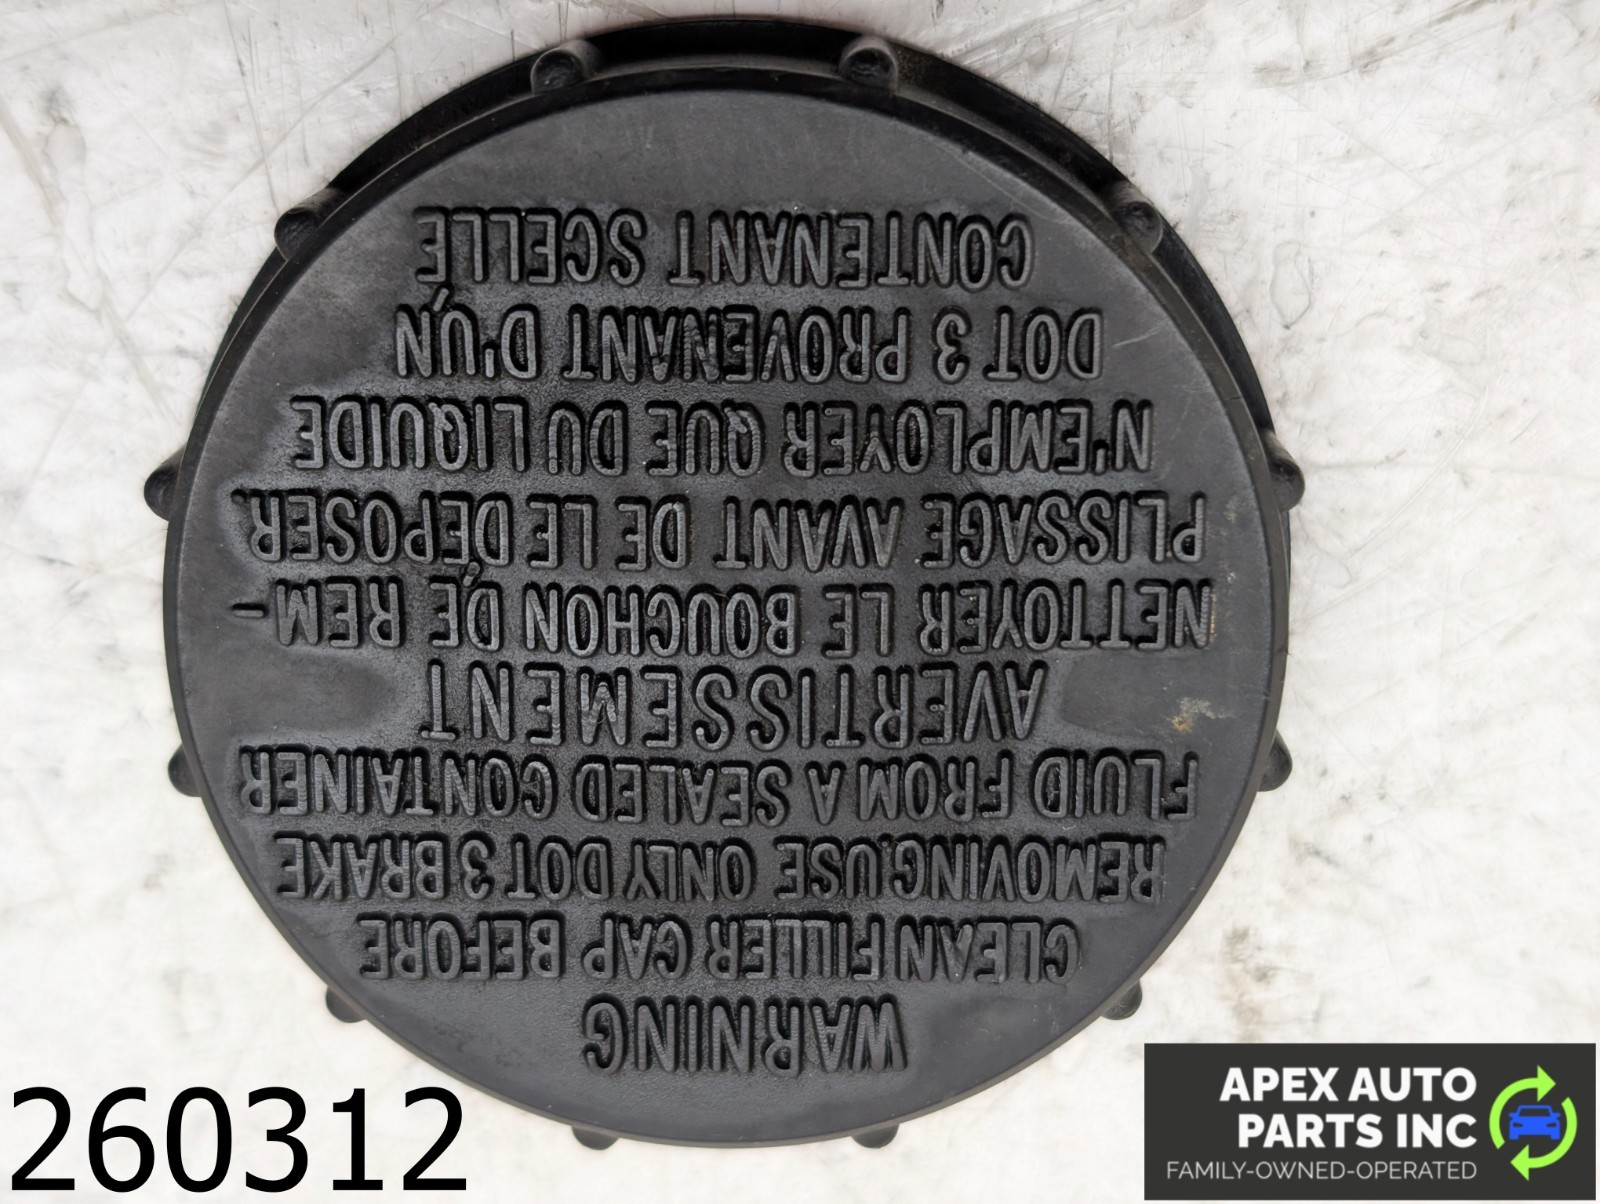 WARNING
CLEAN FILLER CAP BEFORE
REMOVING.USE ONLY DOT 3 BRAKE
FLUID FROM A SEALED CONTAINER
AVERTISSEMENT
NETTOYER LE BOUCHON DE REM-
PLISSAGE AVANT DE LE DÉPOSER.
N'EMPLOYER QUE DU LIQUIDE
DOT 3 PROVENANT D'UN
CONTENANT SCELLÉ
260312
APEX AUTO
PARTS INC
FAMILY-OWNED-OPERATED